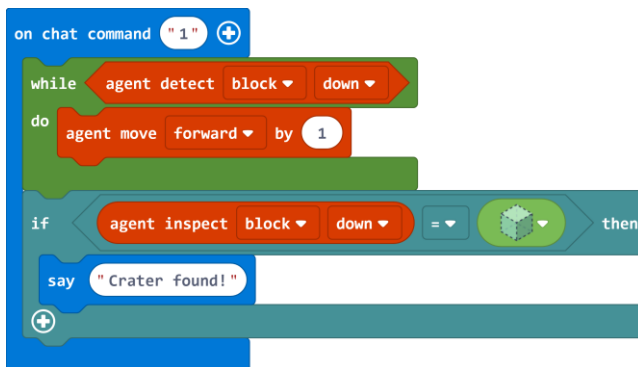 on chat command "1"
while agent detect block down
do
agent move forward by 1
if agent inspect block down = then
say "Crater found!"